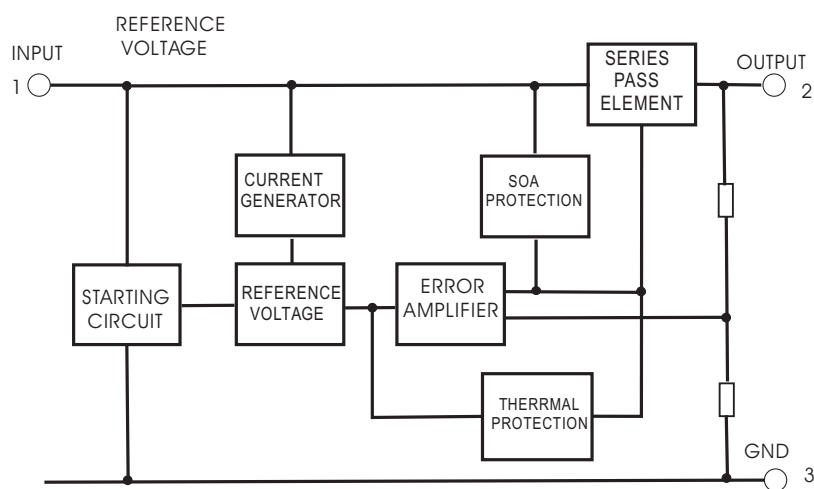 REFERENCE
VOLTAGE
INPUT
1
SERIES
PASS
ELEMENT
OUTPUT
2
CURRENT
GENERATOR
SOA
PROTECTION
STARTING
CIRCUIT
REFERENCE
VOLTAGE
ERROR
AMPLIFIER
THERRMAL
PROTECTION
GND
3